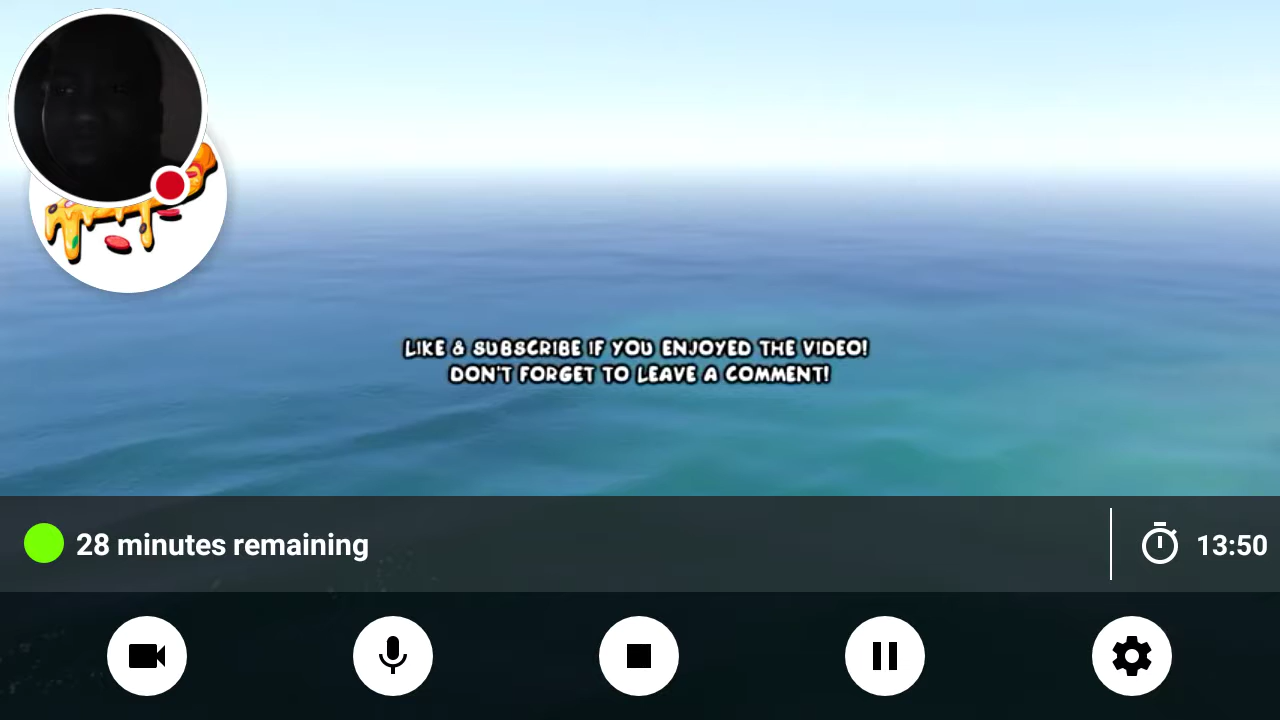 LIKE & SUBSCRIBE IF YOU ENJOYED THE VIDEO!
DON'T FORGET TO LEAVE A COMMENT!
28 minutes remaining
13:50